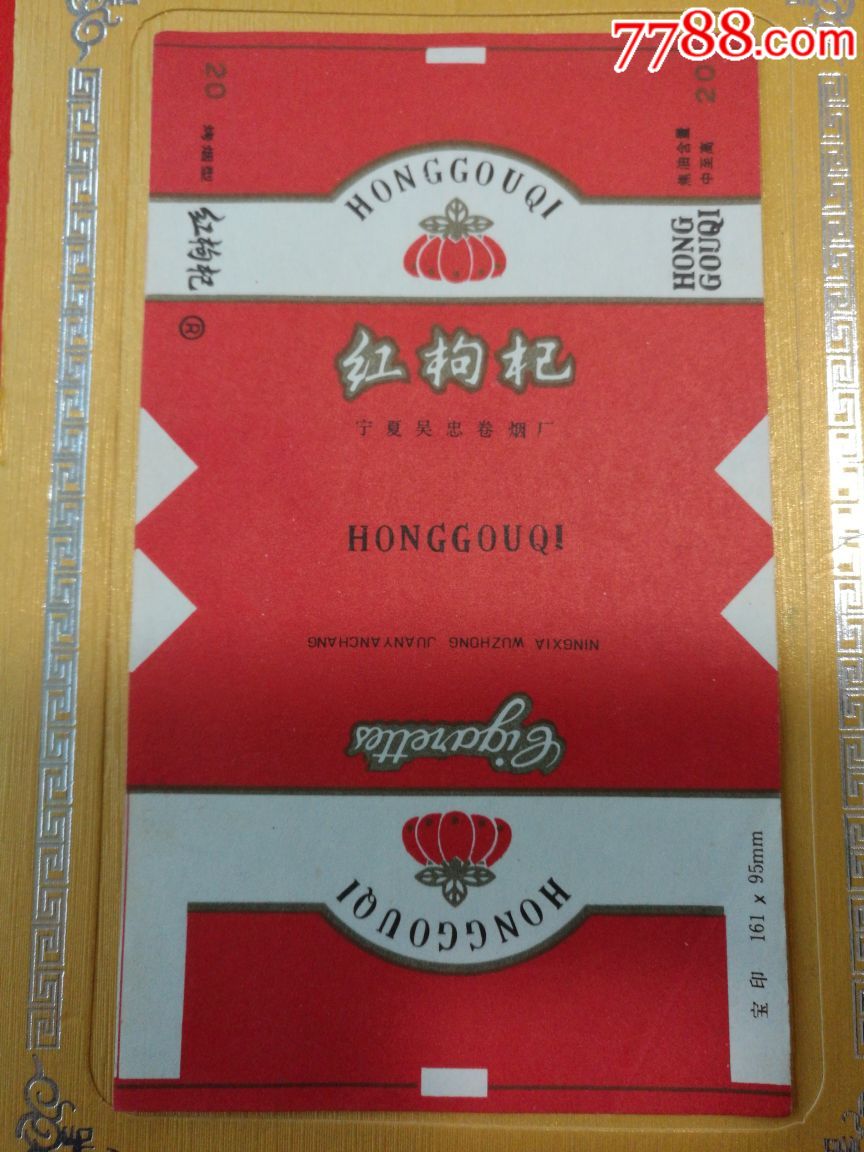 7788.com
20
烤烟型
红枸杞
®
HONGGOUQI
焦油含量
中至高
20
HONG
GOUQI
红枸杞
宁夏吴忠卷烟厂
HONGGOUQI
NINGXIA WUZHONG JUANYANCHANG
Cigarettes
HONGGOUQI
宝印 161 x 95mm